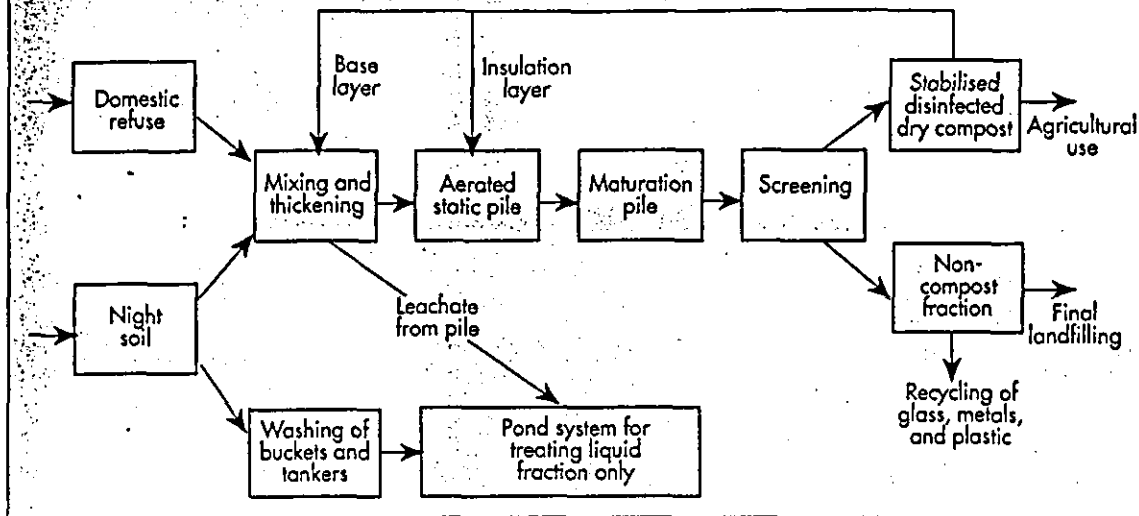 Base
layer
Insulation
layer
Domestic
refuse
Stabilised
disinfected
dry compost
Agricultural
use
Mixing and
thickening
Aerated
static pile
Maturation
pile
Screening
Night
soil
Leachate
from pile
Non-
compost
fraction
Final
landfilling
Washing of
buckets and
tankers
Pond system for
treating liquid
fraction only
Recycling of
glass, metals,
and plastic